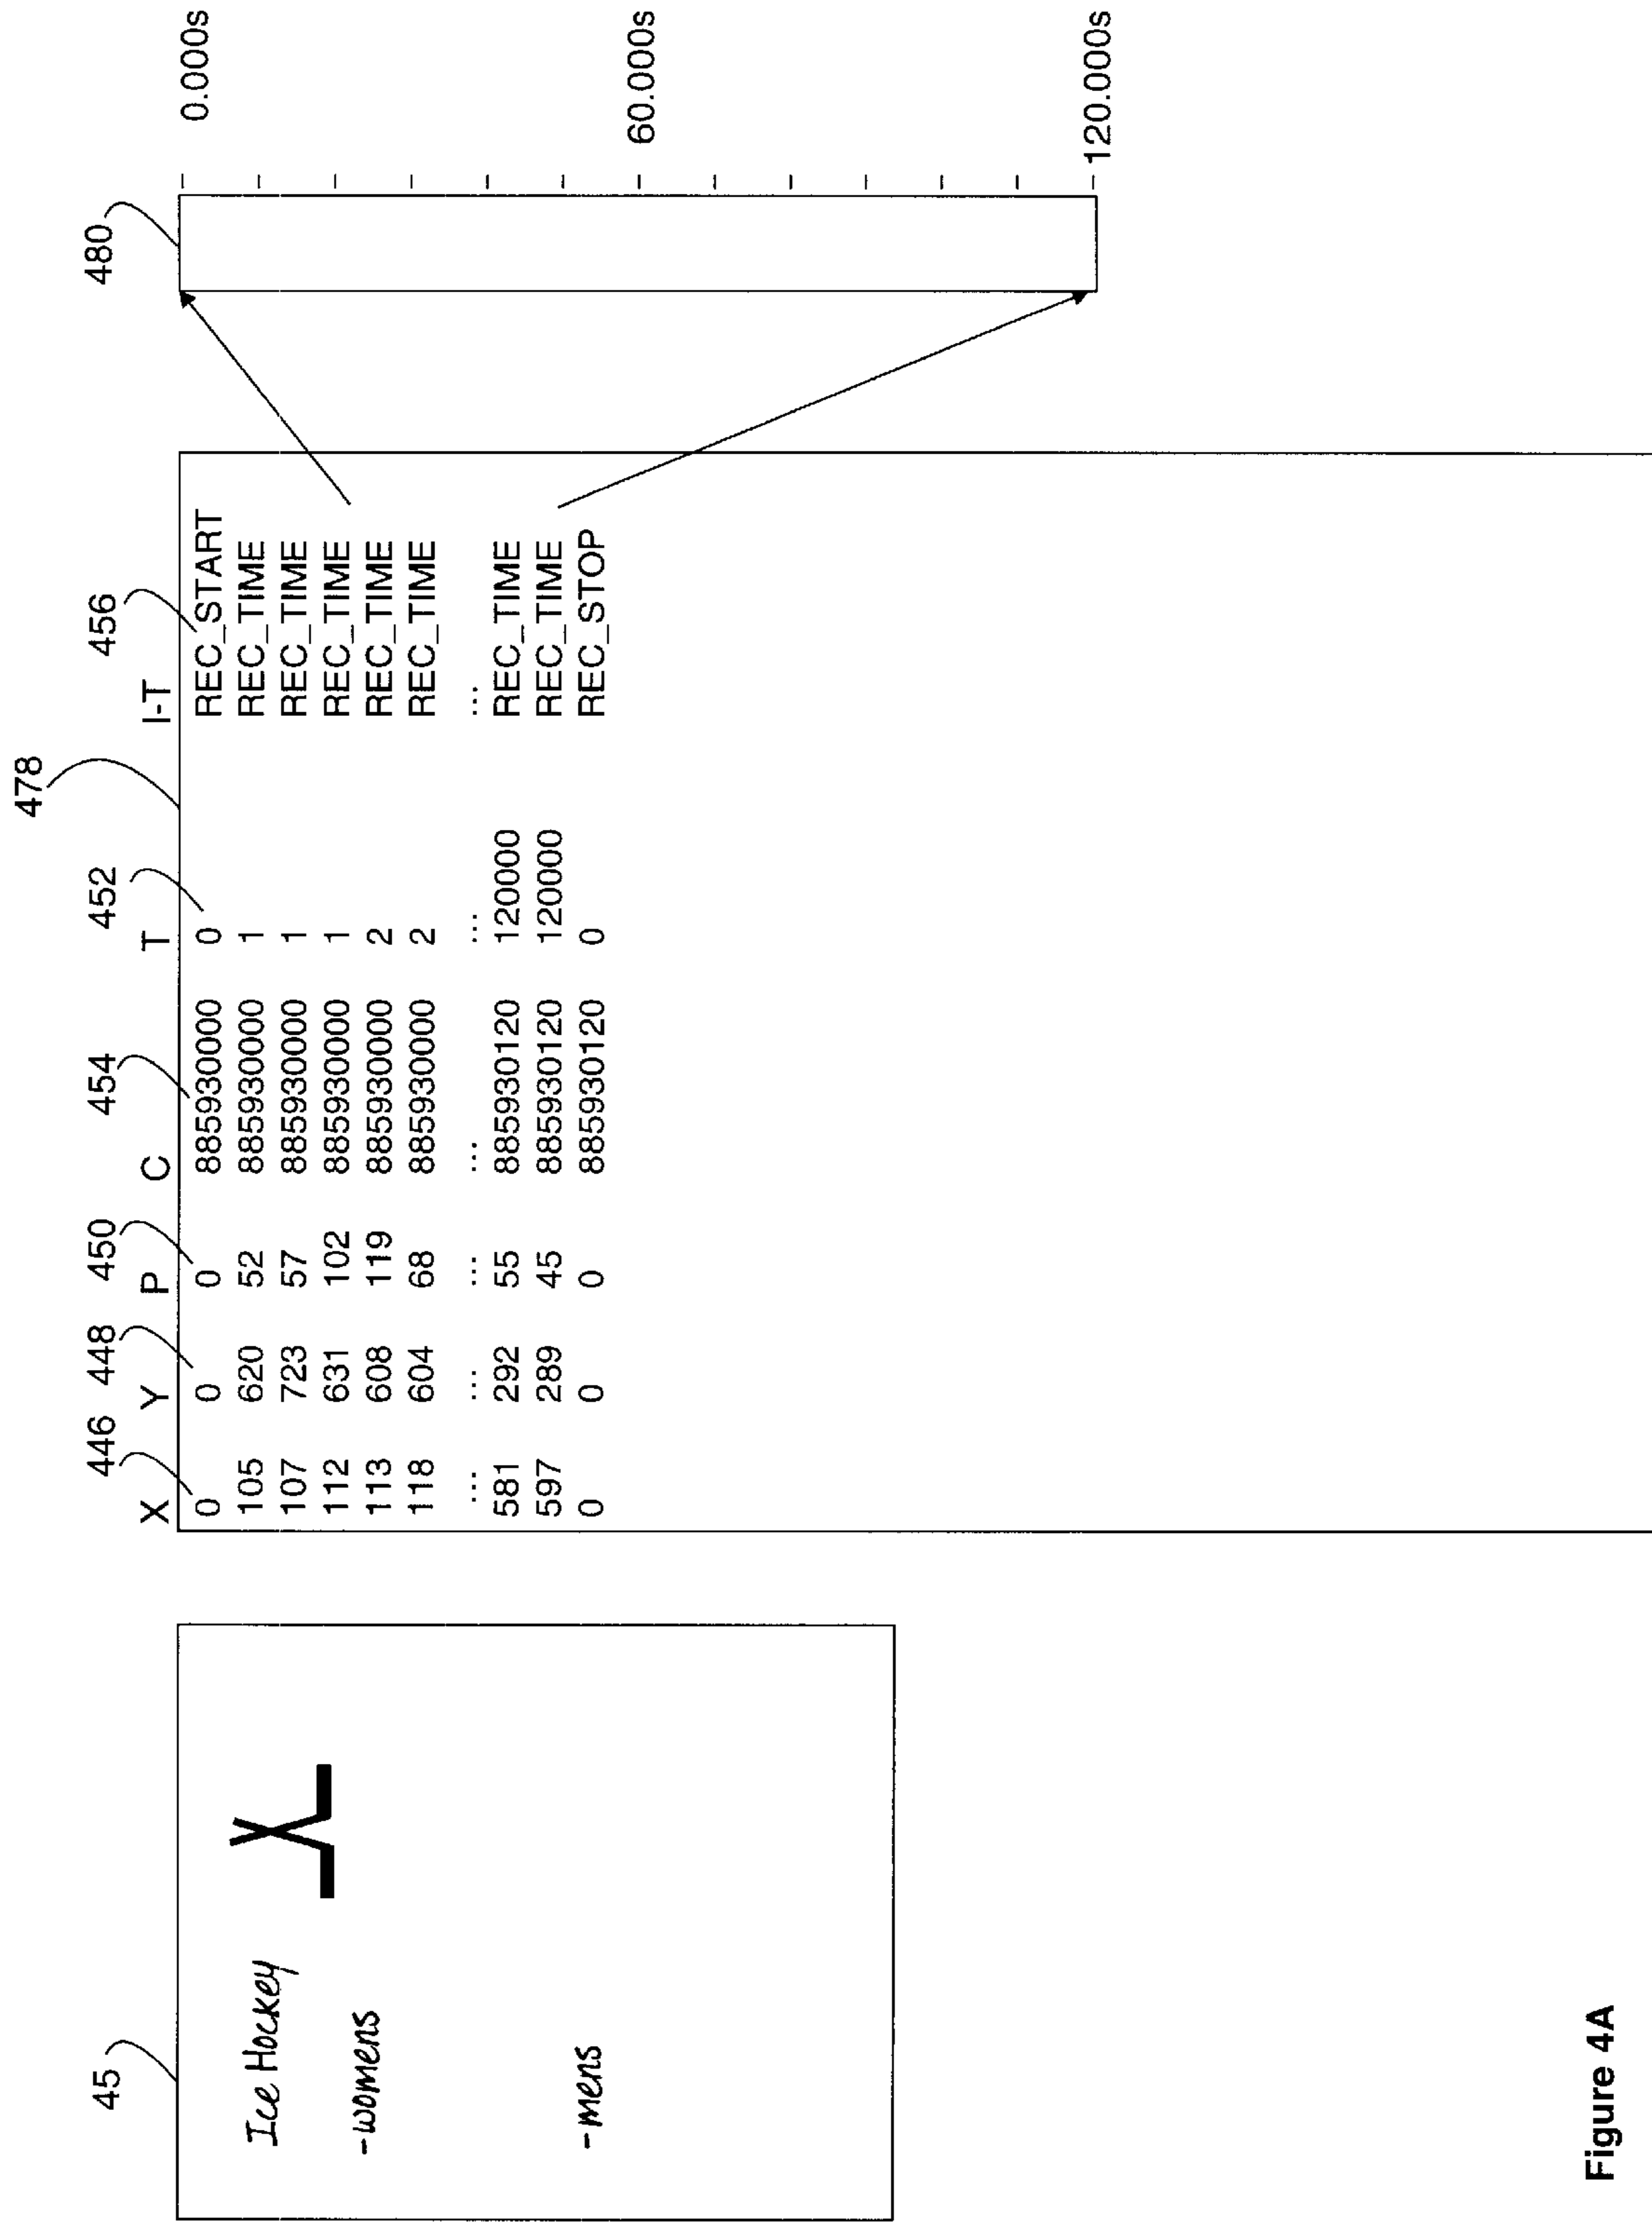 45
Ice Hockey
-womens
-mens
478
446 448 450 454 452 456 480
X Y P C T I-T
0 0 0 885930000 0 REC_START
105 620 52 885930000 1 REC_TIME
107 723 57 885930000 1 REC_TIME
112 631 102 885930000 1 REC_TIME
113 608 119 885930000 2 REC_TIME
118 604 68 885930000 2 REC_TIME
... ... ... ... ... ...
581 292 55 885930120 120000 REC_TIME
597 289 45 885930120 120000 REC_TIME
0 0 0 885930120 0 REC_STOP
0.000s
60.000s
120.000s
Figure 4A